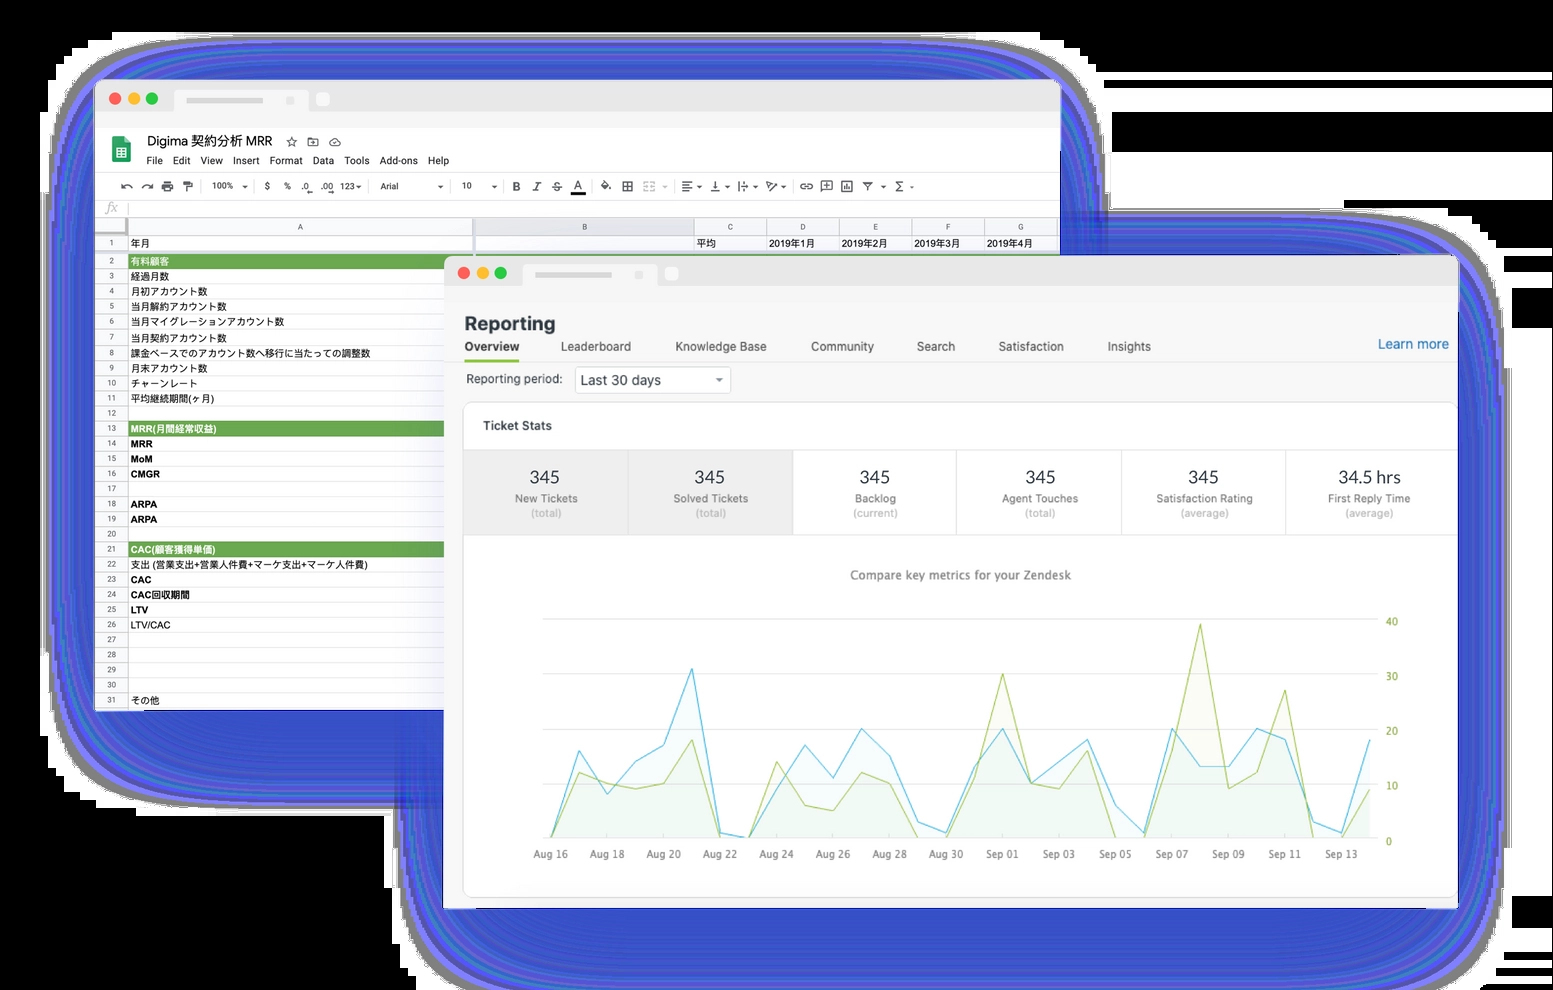 Digima 契約分析 MRR
File Edit View Insert Format Data Tools Add-ons Help
100% $ % .0 .00 123 Arial 10 B I S A
fx
A B C D E F G
1 年月 平均 2019年1月 2019年2月 2019年3月 2019年4月
2 有料顧客
3 経過月数
4 月初アカウント数
5 当月解約アカウント数
6 当月マイグレーションアカウント数
7 当月契約アカウント数
8 課金ベースでのアカウント数へ移行に当たっての調整数
9 月末アカウント数
10 チャーンレート
11 平均継続期間(ヶ月)
12
13 MRR(月間経常収益)
14 MRR
15 MoM
16 CMGR
17
18 ARPA
19 ARPA
20
21 CAC(顧客獲得単価)
22 支出 (営業支出+営業人件費+マーケ支出+マーケ人件費)
23 CAC
24 CAC回収期間
25 LTV
26 LTV/CAC
27
28
29
30
31 その他
Reporting
Overview Leaderboard Knowledge Base Community Search Satisfaction Insights Learn more
Reporting period: Last 30 days
Ticket Stats
345 345 345 345 345 34.5 hrs
New Tickets Solved Tickets Backlog Agent Touches Satisfaction Rating First Reply Time
(total) (total) (current) (total) (average) (average)
Compare key metrics for your Zendesk
40
30
20
10
0
Aug 16 Aug 18 Aug 20 Aug 22 Aug 24 Aug 26 Aug 28 Aug 30 Sep 01 Sep 03 Sep 05 Sep 07 Sep 09 Sep 11 Sep 13